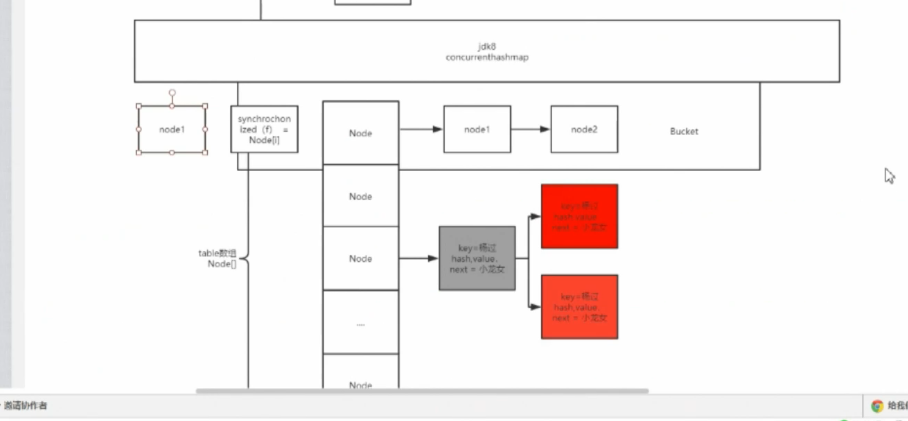 jdk8
concurrenthashmap
node1
synchrochon
ized（f） =
Node[i]
Node
node1
node2
Bucket
Node
table数组
Node[]
Node
key=杨过
hash,value.
next = 小龙女
key=杨过
hash,value.
next = 小龙女
key=杨过
hash,value.
next = 小龙女
...
Node
邀请协作者
给我们